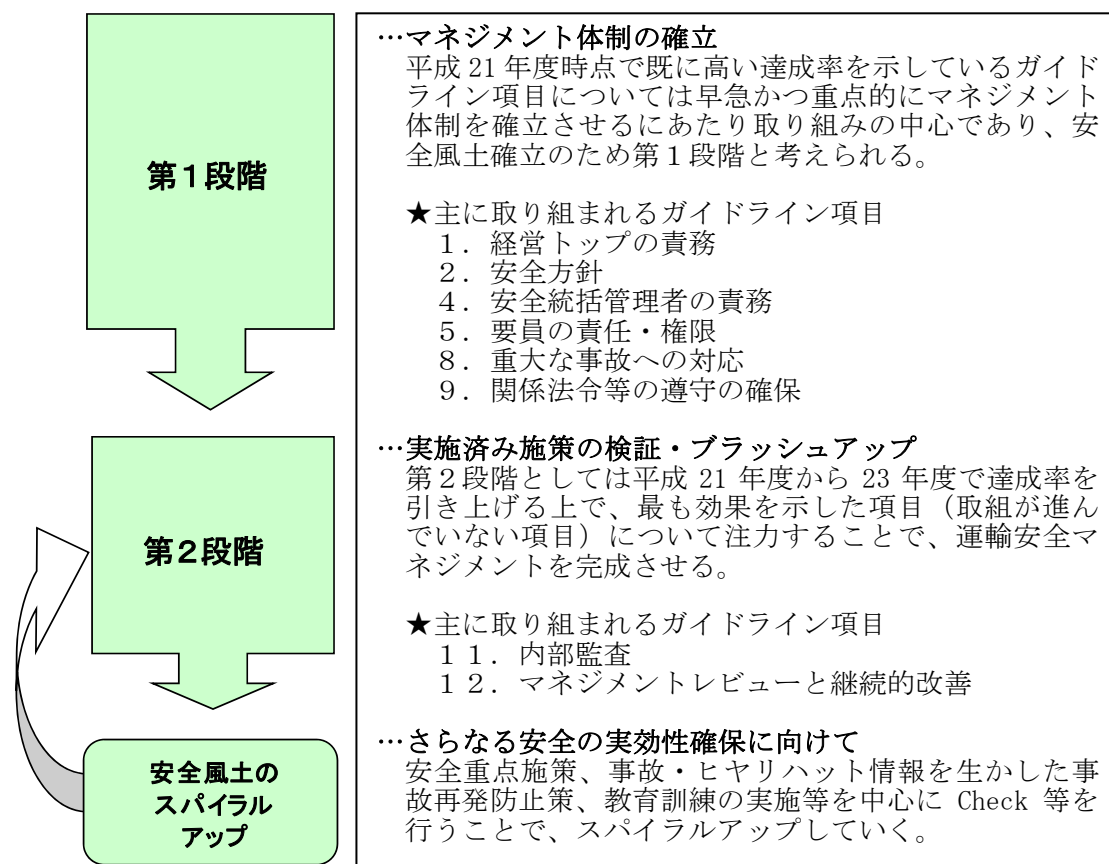 第1段階
…マネジメント体制の確立
平成 21 年度時点で既に高い達成率を示しているガイド
ライン項目については早急かつ重点的にマネジメント
体制を確立させるにあたり取り組みの中心であり、安
全風土確立のため第１段階と考えられる。
★主に取り組まれるガイドライン項目
１．経営トップの責務
２．安全方針
４．安全統括管理者の責務
５．要員の責任・権限
８．重大な事故への対応
９．関係法令等の遵守の確保
第2段階
…実施済み施策の検証・ブラッシュアップ
第２段階としては平成 21 年度から 23 年度で達成率を
引き上げる上で、最も効果を示した項目（取組が進ん
でいない項目）について注力することで、運輸安全マ
ネジメントを完成させる。
★主に取り組まれるガイドライン項目
１１．内部監査
１２．マネジメントレビューと継続的改善
安全風土の
スパイラル
アップ
…さらなる安全の実効性確保に向けて
安全重点施策、事故・ヒヤリハット情報を生かした事
故再発防止策、教育訓練の実施等を中心に Check 等を
行うことで、スパイラルアップしていく。